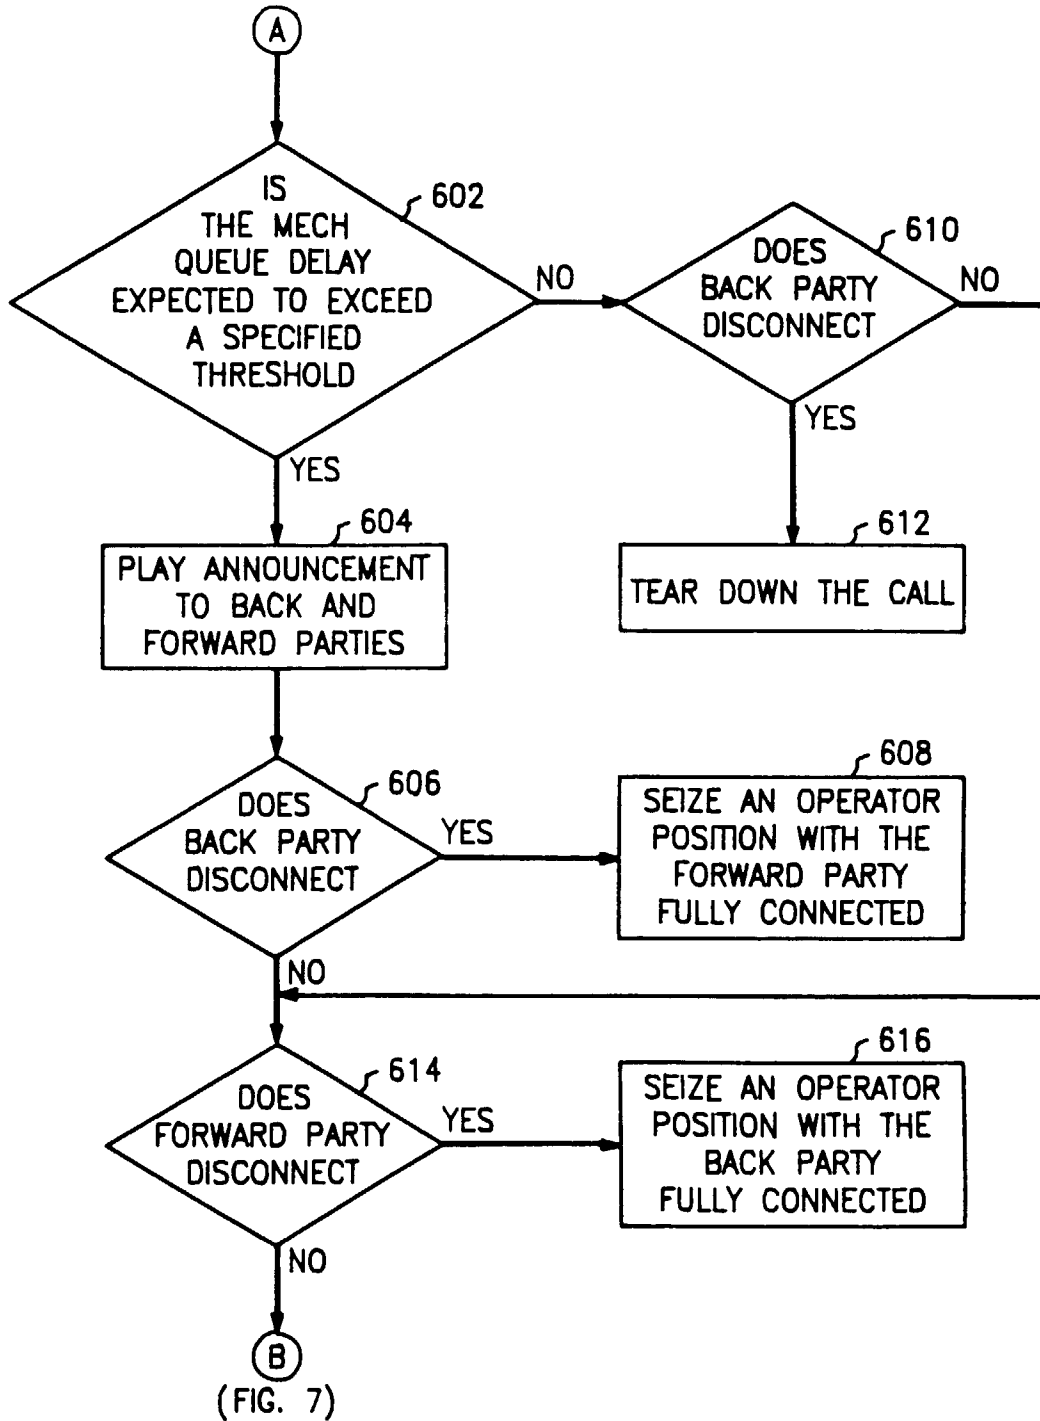 A
IS
THE MECH
QUEUE DELAY
EXPECTED TO EXCEED
A SPECIFIED
THRESHOLD
602
NO
YES
DOES
BACK PARTY
DISCONNECT
610
NO
YES
604
PLAY ANNOUNCEMENT
TO BACK AND
FORWARD PARTIES
612
TEAR DOWN THE CALL
606
DOES
BACK PARTY
DISCONNECT
YES
NO
608
SEIZE AN OPERATOR
POSITION WITH THE
FORWARD PARTY
FULLY CONNECTED
614
DOES
FORWARD PARTY
DISCONNECT
YES
NO
616
SEIZE AN OPERATOR
POSITION WITH THE
BACK PARTY
FULLY CONNECTED
B
(FIG. 7)